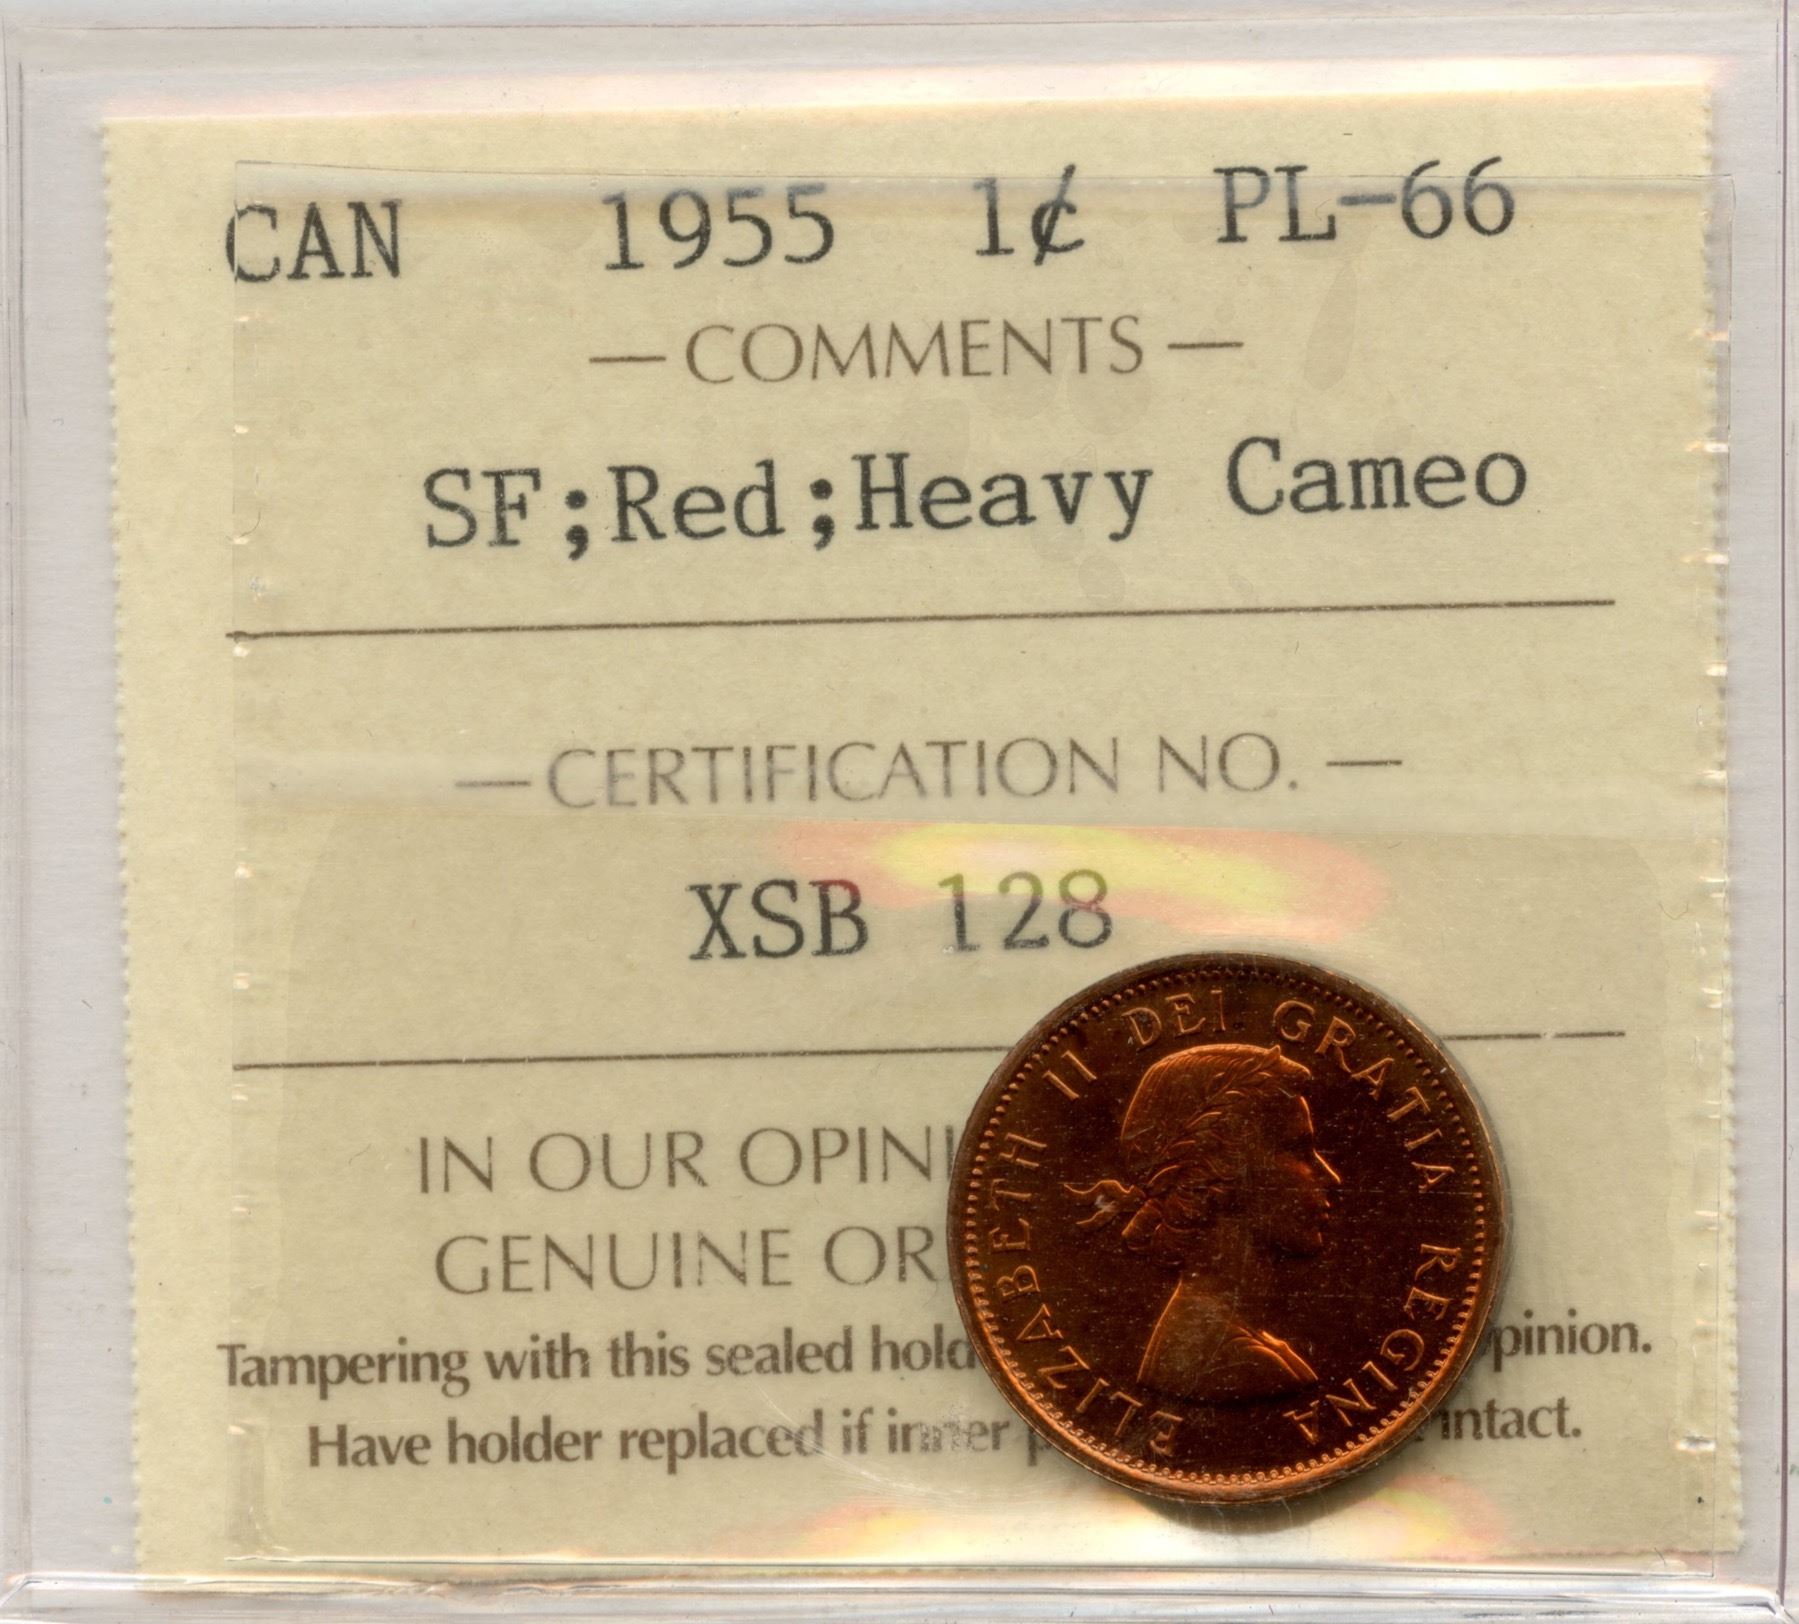 CAN 1955 1¢ PL-66
—COMMENTS—
SF;Red;Heavy Cameo
—CERTIFICATION NO.—
XSB 128
IN OUR OPINI
GENUINE OR
Tampering with this sealed hold pinion.
Have holder replaced if inner p intact.
ELIZABETH II DEI GRATIA REGINA